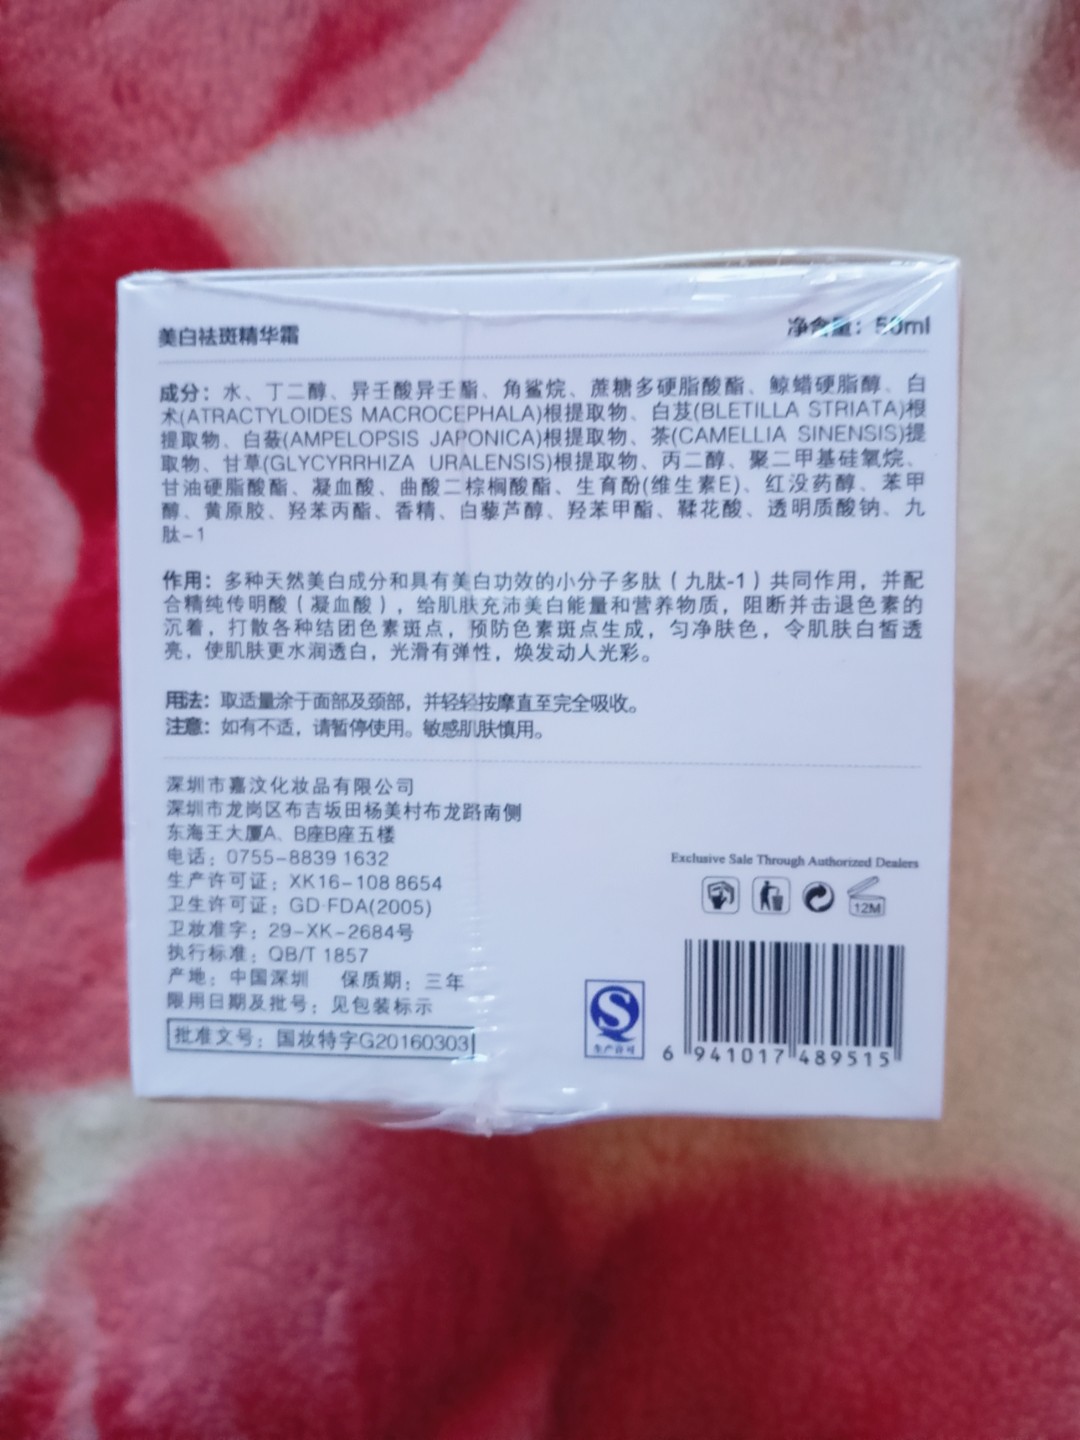 美白祛斑精华霜
净含量：50ml
成分：水、丁二醇、异壬酸异壬酯、角鲨烷、蔗糖多硬脂酸酯、鲸蜡硬脂醇、白
术(ATRACTYLOIDES MACROCEPHALA)根提取物、白芨(BLETILLA STRIATA)根
提取物、白蔹(AMPELOPSIS JAPONICA)根提取物、茶(CAMELLIA SINENSIS)提
取物、甘草(GLYCYRRHIZA URALENSIS)根提取物、丙二醇、聚二甲基硅氧烷、
甘油硬脂酸酯、凝血酸、曲酸二棕榈酸酯、生育酚(维生素E)、红没药醇、苯甲
醇、黄原胶、羟苯丙酯、香精、白藜芦醇、羟苯甲酯、鞣花酸、透明质酸钠、九
肽-1
作用：多种天然美白成分和具有美白功效的小分子多肽（九肽-1）共同作用，并配
合精纯传明酸（凝血酸），给肌肤充沛美白能量和营养物质，阻断并击退色素的
沉着，打散各种结团色素斑点，预防色素斑点生成，匀净肤色，令肌肤白皙透
亮，使肌肤更水润透白，光滑有弹性，焕发动人光彩。
用法：取适量涂于面部及颈部，并轻轻按摩直至完全吸收。
注意：如有不适，请暂停使用。敏感肌肤慎用。
深圳市嘉汶化妆品有限公司
深圳市龙岗区布吉坂田杨美村布龙路南侧
东海王大厦A、B座B座五楼
电话：0755-8839 1632
生产许可证：XK16-108 8654
卫生许可证：GD·FDA(2005)
卫妆准字：29-XK-2684号
执行标准：QB/T 1857
产地：中国深圳 保质期：三年
限用日期及批号：见包装标示
批准文号：国妆特字G20160303
Exclusive Sale Through Authorized Dealers
12M
生产许可
6 941017 489515